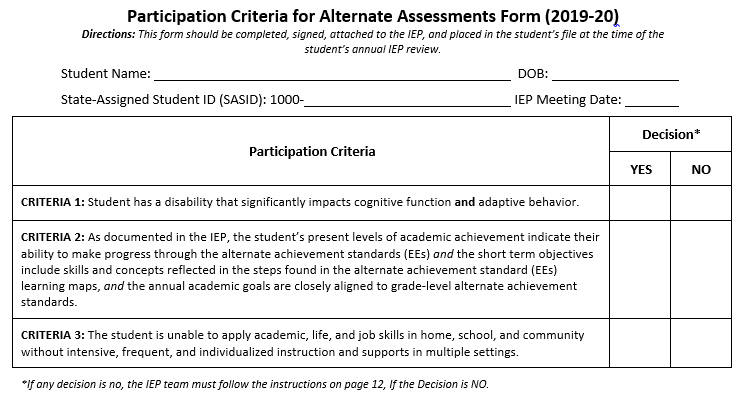 Participation Criteria for Alternate Assessments Form (2019-20)
Directions: This form should be completed, signed, attached to the IEP, and placed in the student's file at the time of the
student's annual IEP review.
Student Name: ______ DOB: ______
State-Assigned Student ID (SASID): 1000-______ IEP Meeting Date: ______
Participation Criteria
Decision*
YES NO
CRITERIA 1: Student has a disability that significantly impacts cognitive function and adaptive behavior.
CRITERIA 2: As documented in the IEP, the student's present levels of academic achievement indicate their
ability to make progress through the alternate achievement standards (EEs) and the short term objectives
include skills and concepts reflected in the steps found in the alternate achievement standard (EEs)
learning maps, and the annual academic goals are closely aligned to grade-level alternate achievement
standards.
CRITERIA 3: The student is unable to apply academic, life, and job skills in home, school, and community
without intensive, frequent, and individualized instruction and supports in multiple settings.
*If any decision is no, the IEP team must follow the instructions on page 12, If the Decision is NO.